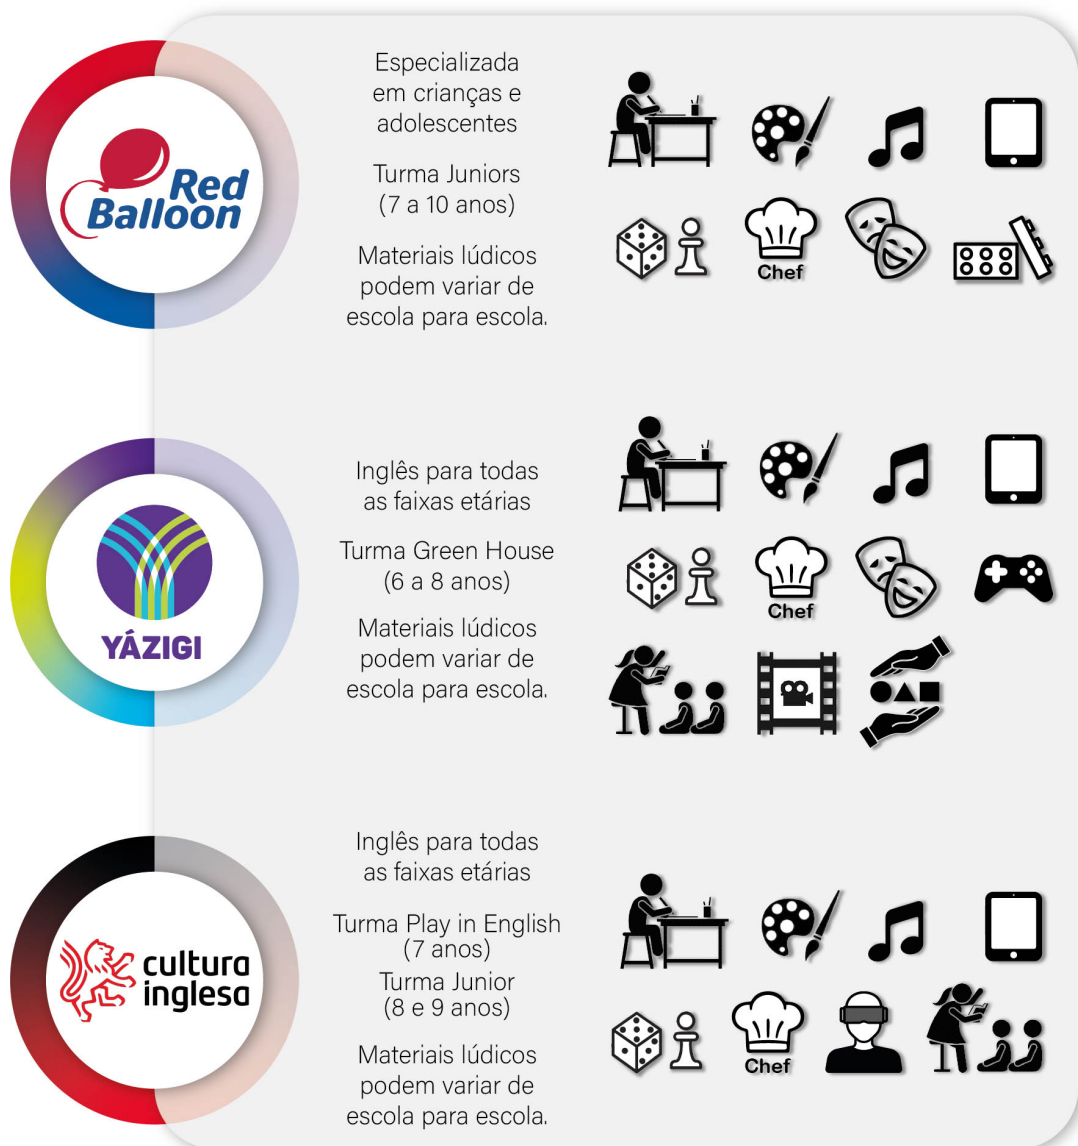 Red
Balloon
Especializada
em crianças e
adolescentes
Turma Juniors
(7 a 10 anos)
Materiais lúdicos
podem variar de
escola para escola.
Chef
YÁZIGI
Inglês para todas
as faixas etárias
Turma Green House
(6 a 8 anos)
Materiais lúdicos
podem variar de
escola para escola.
Chef
cultura
inglesa
Inglês para todas
as faixas etárias
Turma Play in English
(7 anos)
Turma Junior
(8 e 9 anos)
Materiais lúdicos
podem variar de
escola para escola.
Chef